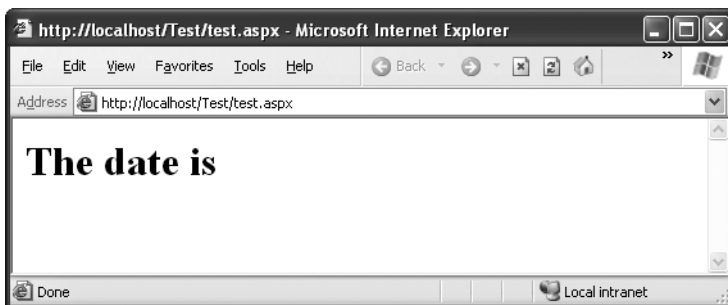 http://localhost/Test/test.aspx - Microsoft Internet Explorer
File Edit View Favorites Tools Help Back »
Address http://localhost/Test/test.aspx
The date is
Done Local intranet